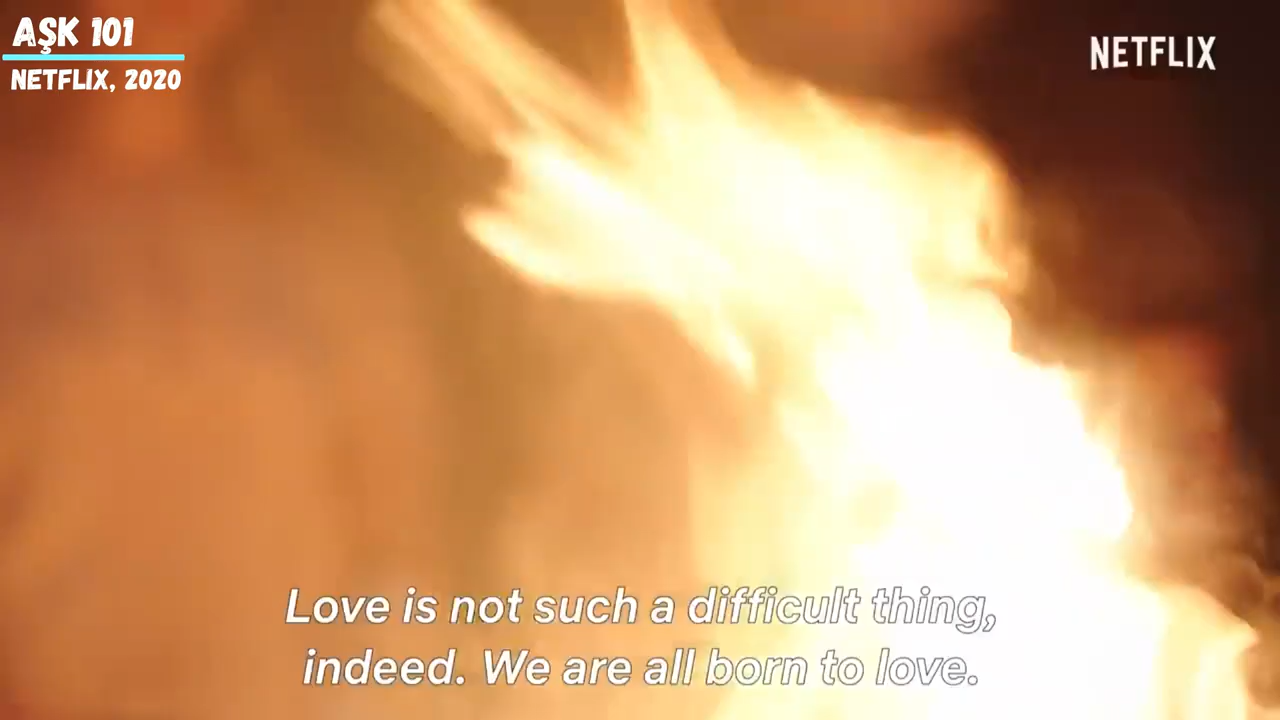 AŞK 101
NETFLIX, 2020
NETFLIX
Love is not such a difficult thing,
indeed. We are all born to love.